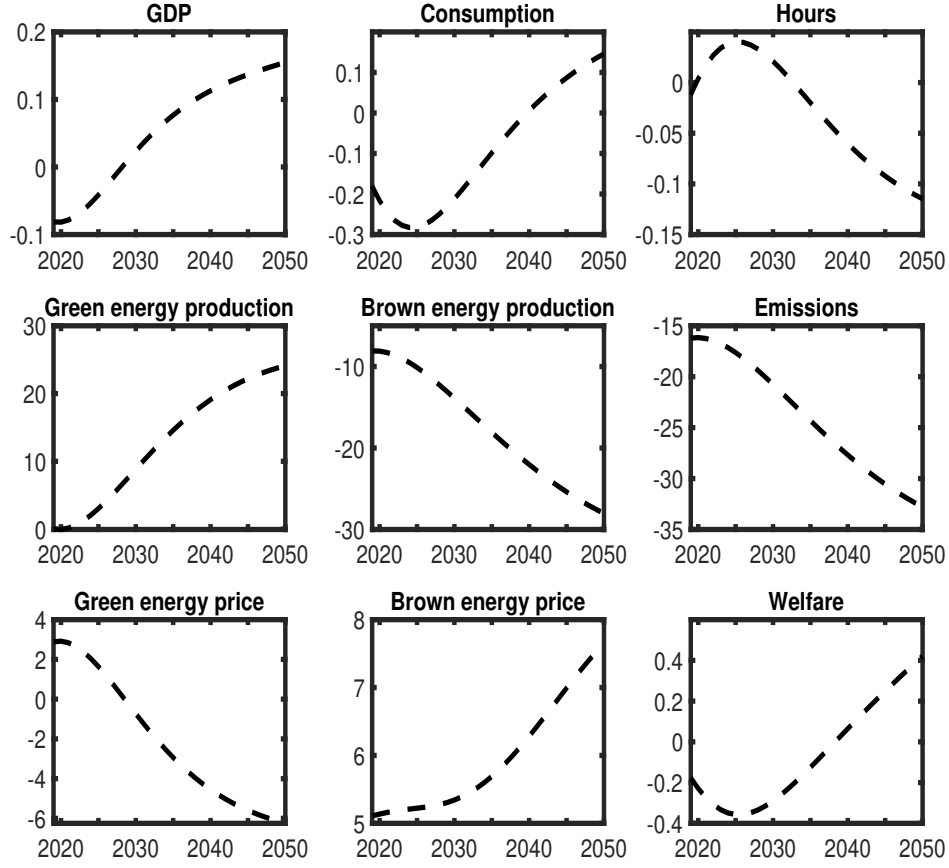 GDP
Consumption
Hours
0.2
0.1
0
-0.1
2020 2030 2040 2050
0.1
0
-0.1
-0.2
-0.3
2020 2030 2040 2050
0
-0.05
-0.1
-0.15
2020 2030 2040 2050
Green energy production
Brown energy production
Emissions
30
20
10
0
2020 2030 2040 2050
-10
-20
-30
2020 2030 2040 2050
-15
-20
-25
-30
-35
2020 2030 2040 2050
Green energy price
Brown energy price
Welfare
4
2
0
-2
-4
-6
2020 2030 2040 2050
8
7
6
5
2020 2030 2040 2050
0.4
0.2
0
-0.2
-0.4
2020 2030 2040 2050